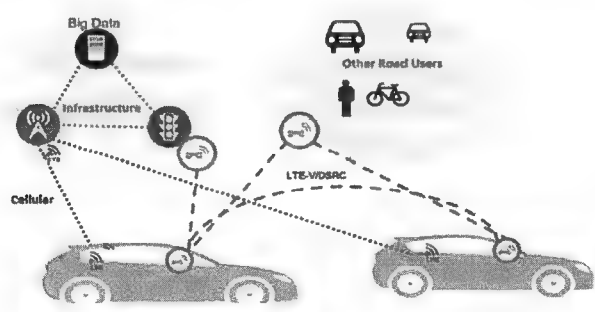 Big Data
Other Road Users
Infrastructure
LTE-V/DSRC
Cellular